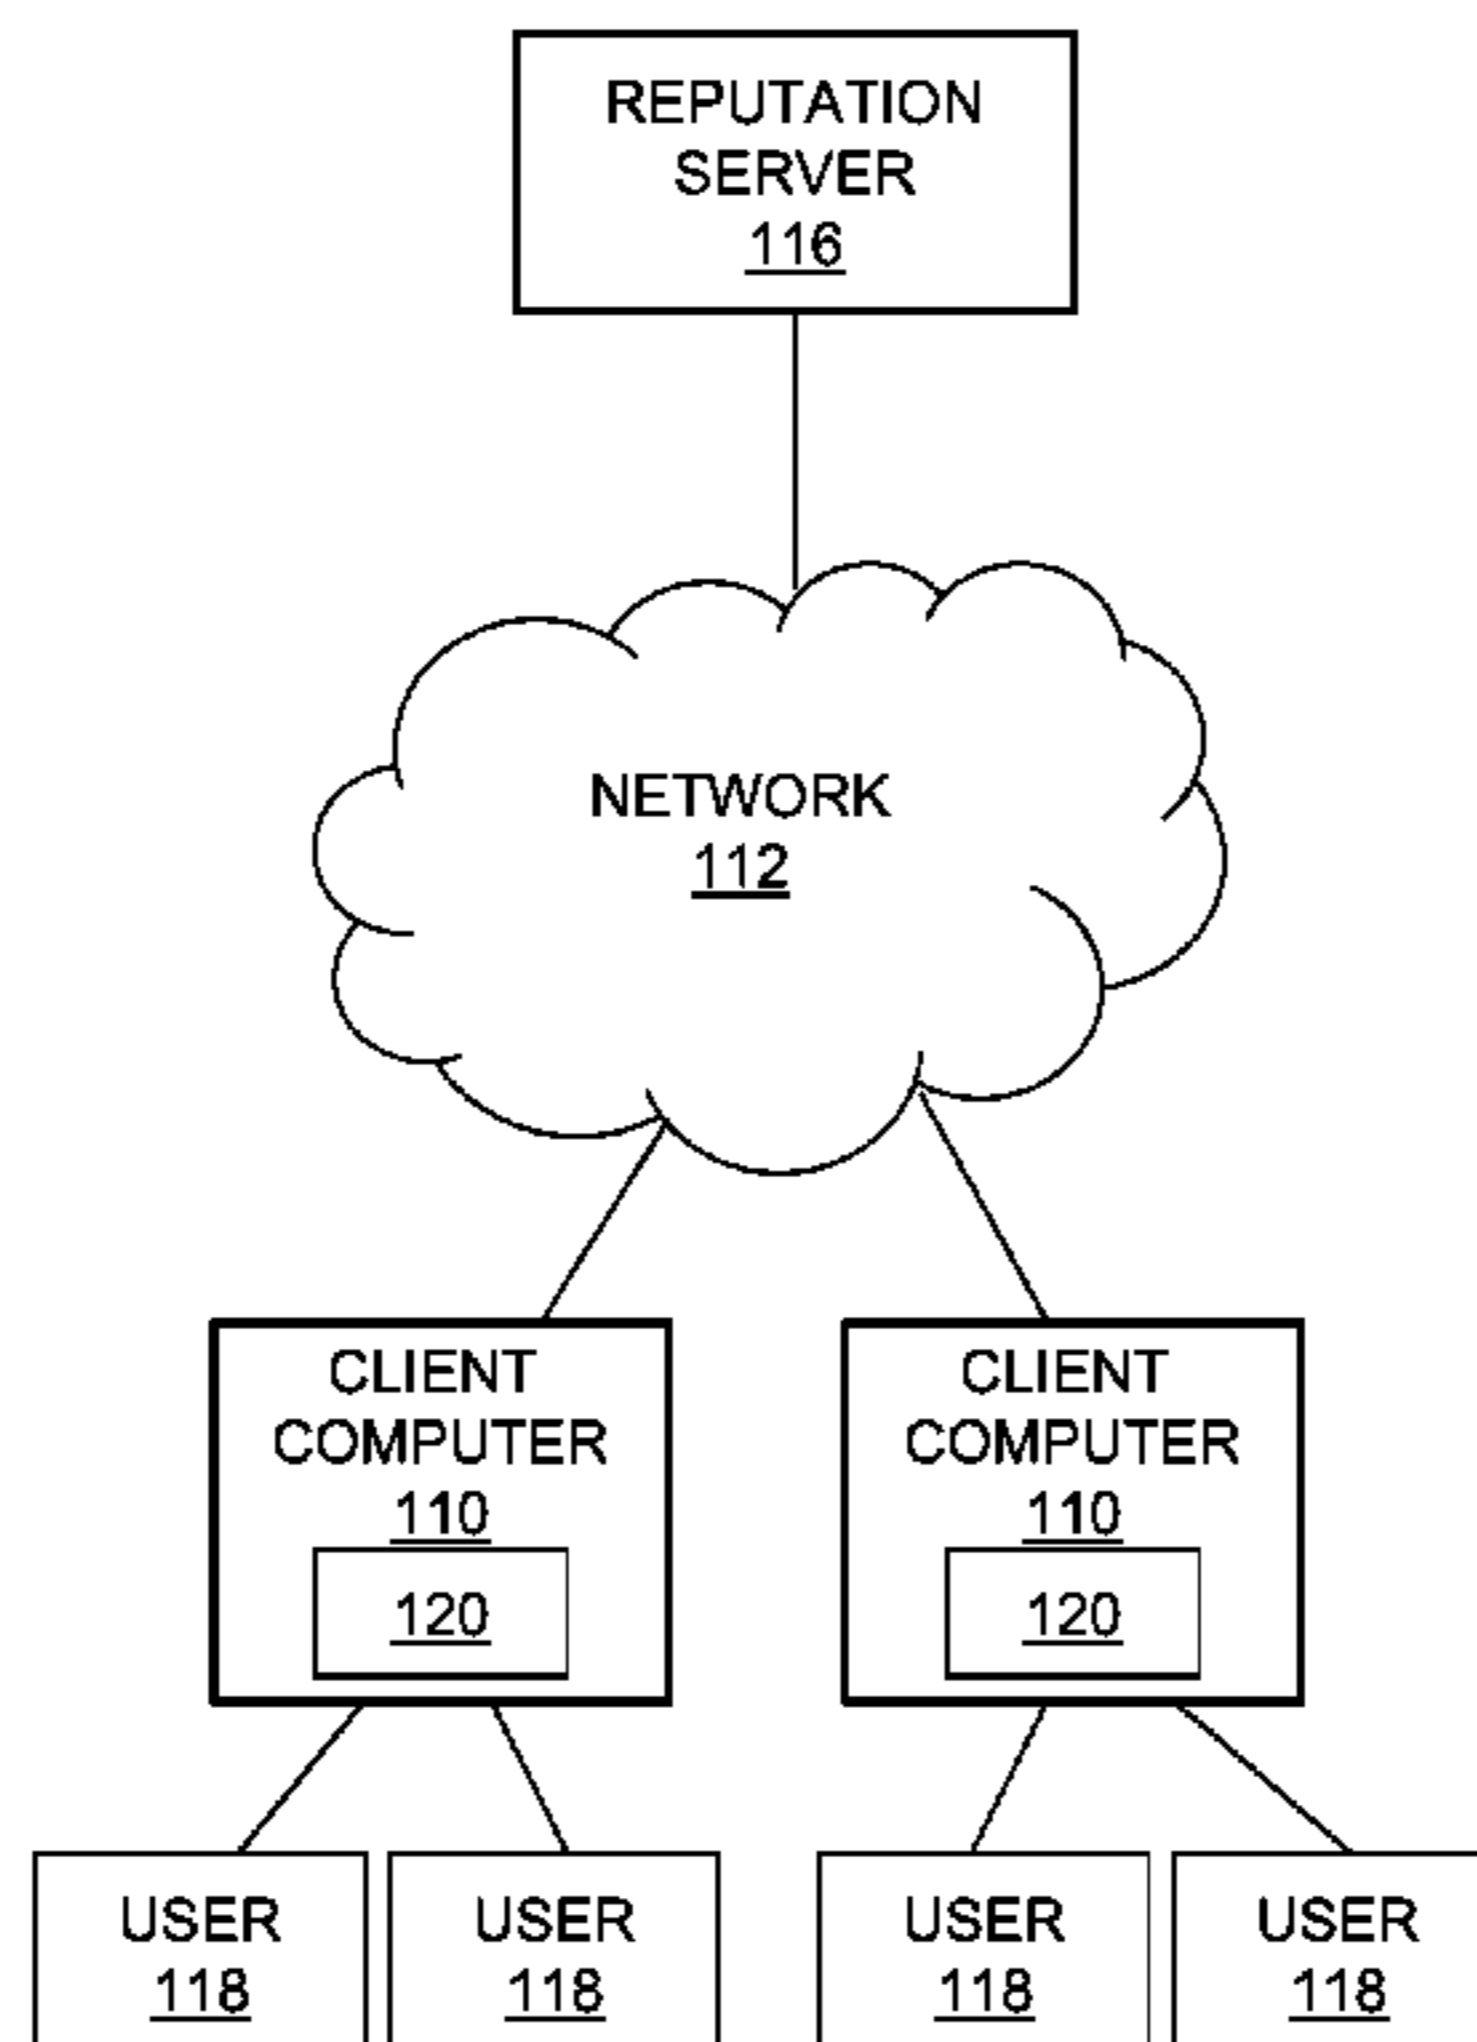 REPUTATION
SERVER
116
NETWORK
112
CLIENT
COMPUTER
110
120
CLIENT
COMPUTER
110
120
USER
118
USER
118
USER
118
USER
118